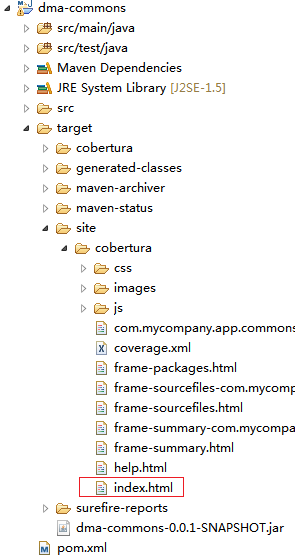 dma-commons
src/main/java
src/test/java
Maven Dependencies
JRE System Library [J2SE-1.5]
src
target
cobertura
generated-classes
maven-archiver
maven-status
site
cobertura
css
images
js
com.mycompany.app.commons
coverage.xml
frame-packages.html
frame-sourcefiles-com.mycomp
frame-sourcefiles.html
frame-summary-com.mycompa
frame-summary.html
help.html
index.html
surefire-reports
dma-commons-0.0.1-SNAPSHOT.jar
pom.xml